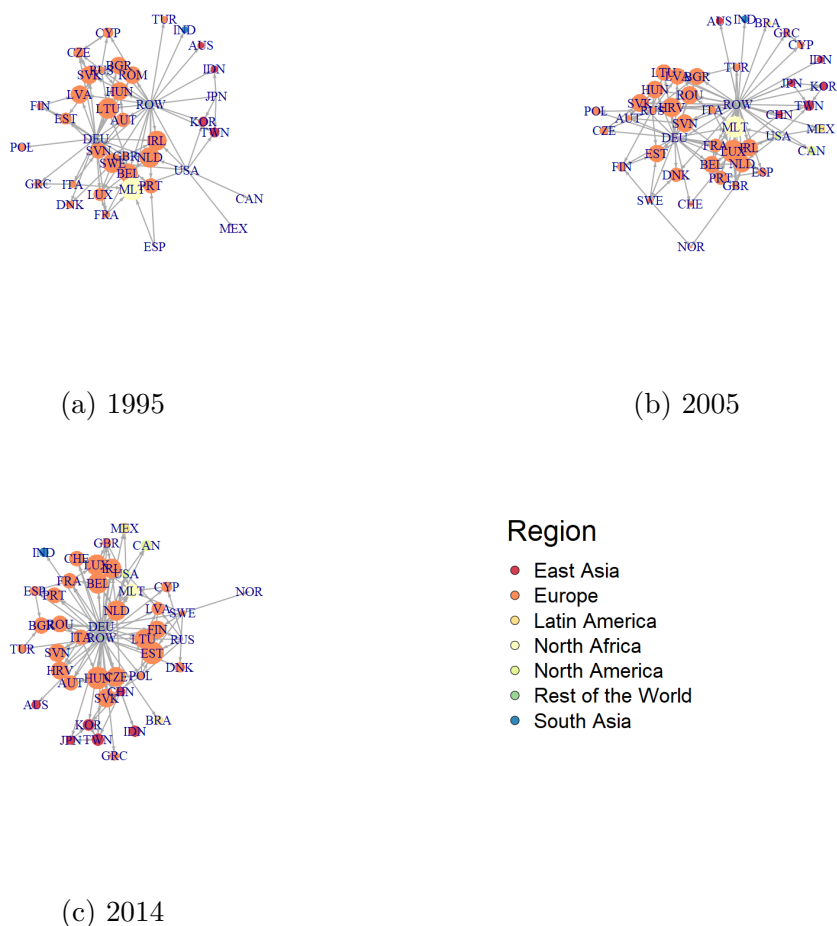 TUR
IND
CYP
AUS
CZE
BGR
RUS
SVK
ROM
IDN
HUN
LVA
JPN
FIN
LTU
ROW
EST
AUT
KOR
TWN
DEU
IRL
POL
SVN
GBR
NLD
SWE
BEL
USA
GRC
ITA
MLT
PRT
LUX
CAN
DNK
FRA
MEX
ESP
(a) 1995
AUS
IND
BRA
GRC
CYP
IDN
TUR
LTU
LVA
BGR
JPN
KOR
HUN
ROU
SVK
RUS
HRV
ROW
TWN
POL
ITA
CHN
AUT
SVN
MLT
CZE
MEX
DEU
USA
FRA
IRL
EST
LUX
CAN
FIN
BEL
NLD
DNK
PRT
ESP
GBR
SWE
CHE
NOR
(b) 2005
MEX
GBR
CAN
IND
CHE
LUX
IRL
USA
FRA
BEL
ESP
PRT
MLT
CYP
NOR
NLD
LVA
SWE
BGR
ROU
DEU
FIN
ITA
ROW
LTU
RUS
TUR
SVN
EST
HRV
DNK
AUT
HUN
CZE
POL
CHN
SVK
AUS
KOR
BRA
IDN
JPN
TWN
GRC
Region
East Asia
Europe
Latin America
North Africa
North America
Rest of the World
South Asia
(c) 2014